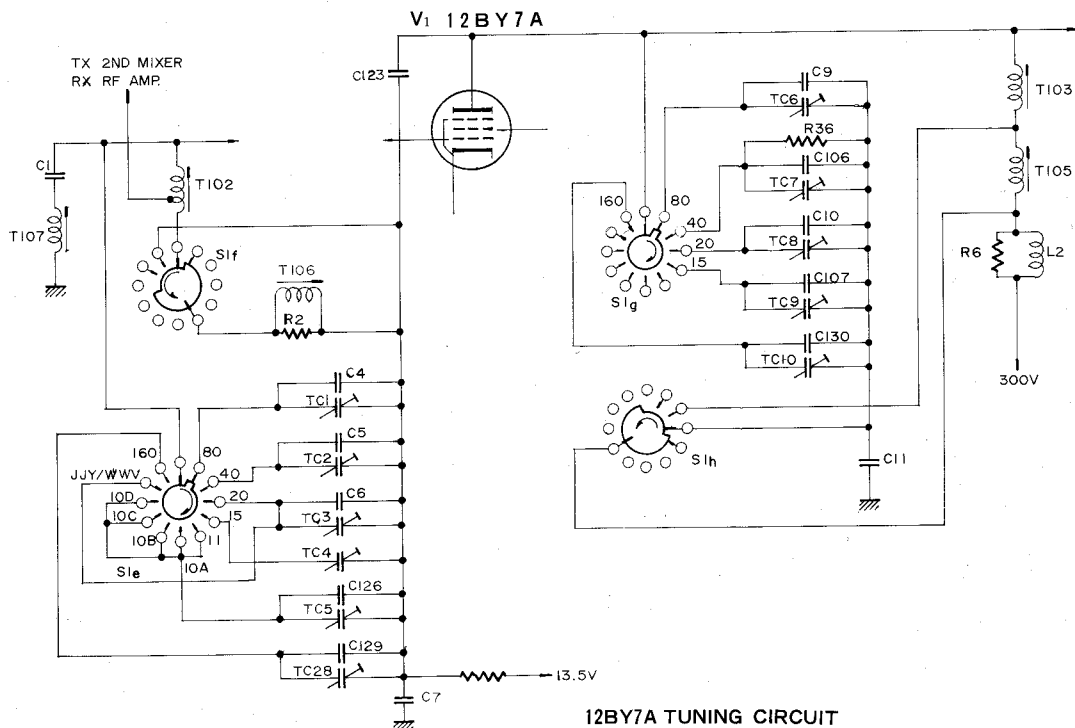 V1 12BY7A
TX 2ND MIXER
RX RF AMP.
C123
C1
T102
T107
S1f
T106
R2
C4
TC1
C5
TC2
C6
TC3
TC4
C126
TC5
C129
TC28
C7
13.5V
160
80
JJY/WWV
40
10D
20
10C
15
10B
11
10A
S1e
C9
TC6
R36
C106
TC7
C10
TC8
C107
TC9
C130
TC10
160
80
40
20
15
S1g
S1h
C11
T103
T105
R6
L2
300V
12BY7A TUNING CIRCUIT